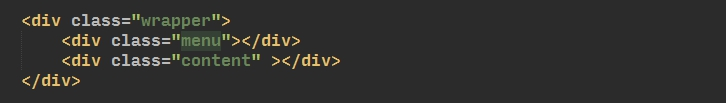 <div class="wrapper">
    <div class="menu"></div>
    <div class="content" ></div>
</div>